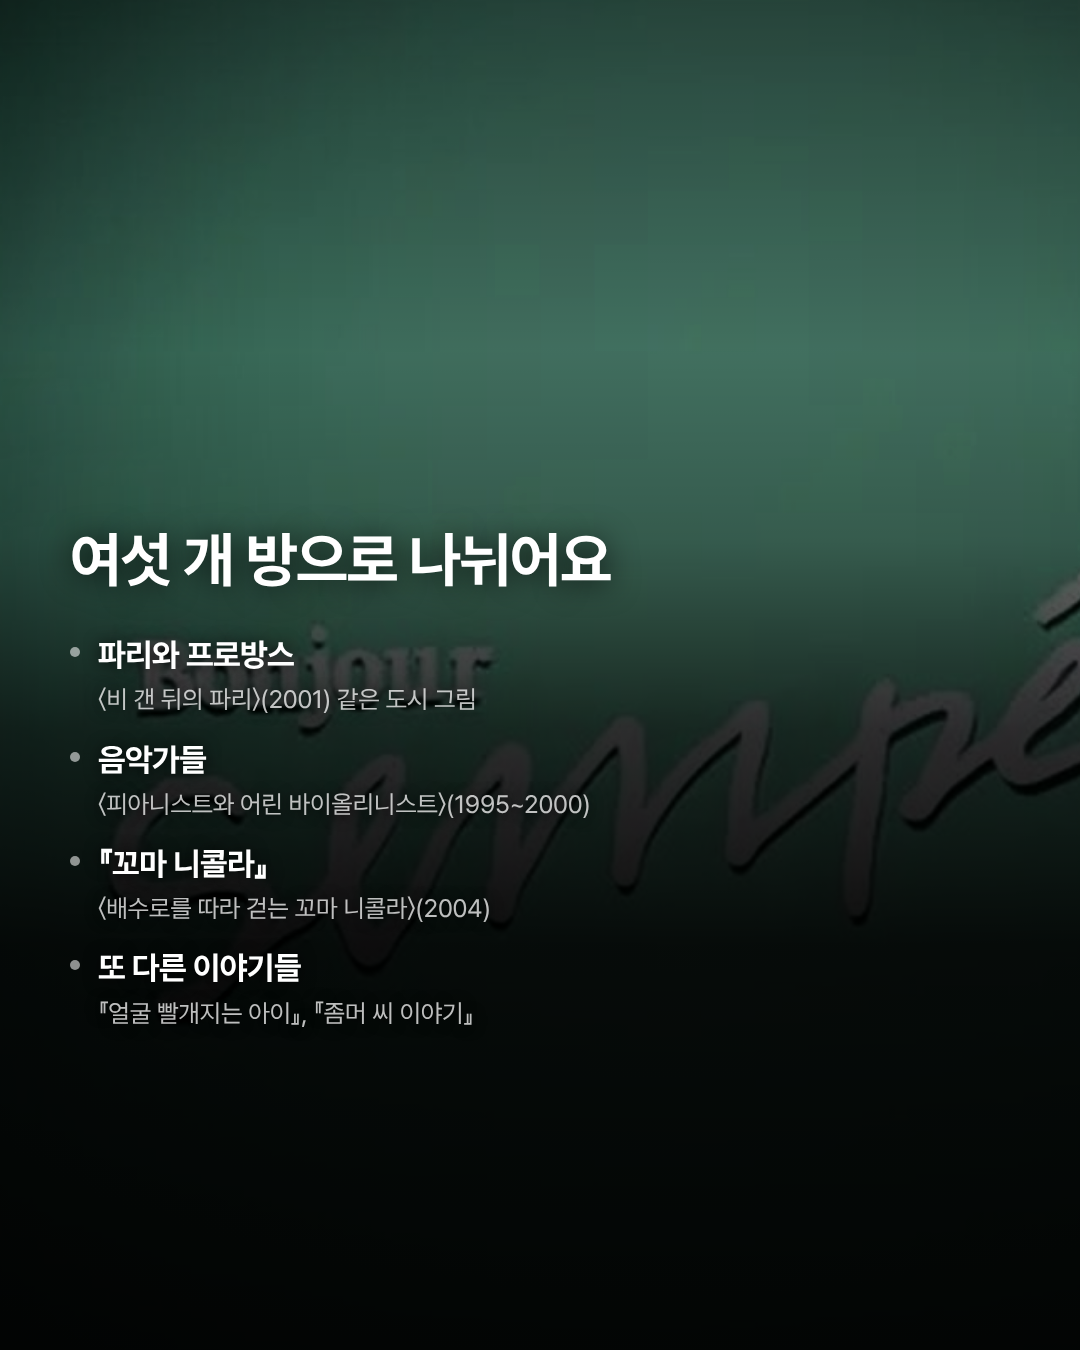 여섯 개 방으로 나뉘어요
Bonjour
Sempé
파리와 프로방스
〈비 갠 뒤의 파리〉(2001) 같은 도시 그림
음악가들
〈피아니스트와 어린 바이올리니스트〉(1995~2000)
『꼬마 니콜라』
〈배수로를 따라 걷는 꼬마 니콜라〉(2004)
또 다른 이야기들
『얼굴 빨개지는 아이』, 『좀머 씨 이야기』